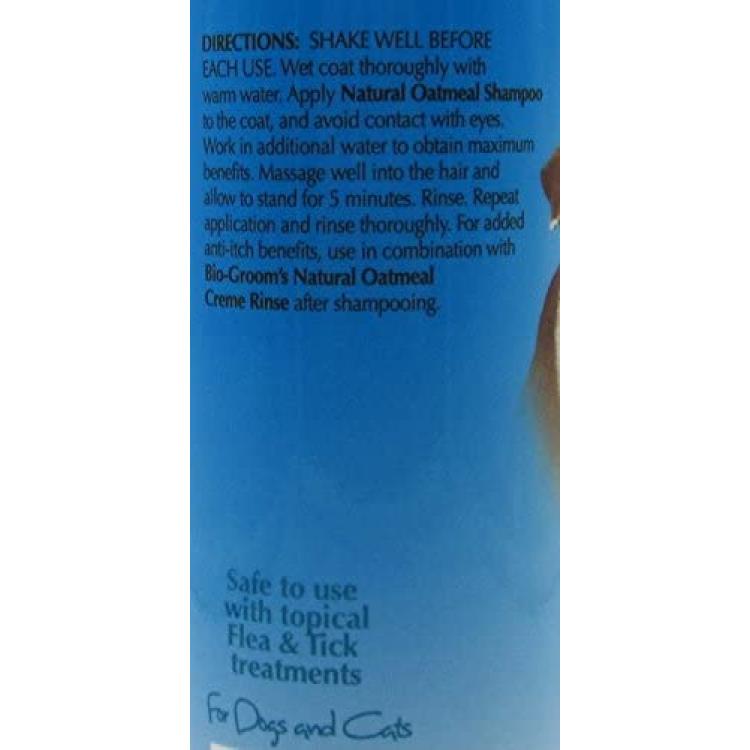 DIRECTIONS: SHAKE WELL BEFORE
EACH USE. Wet coat thoroughly with
warm water. Apply Natural Oatmeal Shampoo
to the coat, and avoid contact with eyes.
Work in additional water to obtain maximum
benefits. Massage well into the hair and
allow to stand for 5 minutes. Rinse. Repeat
application and rinse thoroughly. For added
anti-itch benefits, use in combination with
Bio-Groom's Natural Oatmeal
Creme Rinse after shampooing.
Safe to use
with topical
Flea & Tick
treatments
For Dogs and Cats